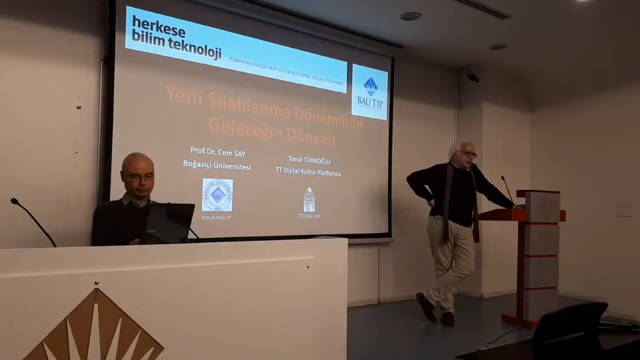 herkese
bilim teknoloji
BAU TIP
Yeni Silahlanma Döneminde
Geleceğin Dünyası
Prof.Dr. Cem SAY
Boğaziçi Üniversitesi
Tanol TÜRKOĞLU
TT Dijital Kültür Platformu